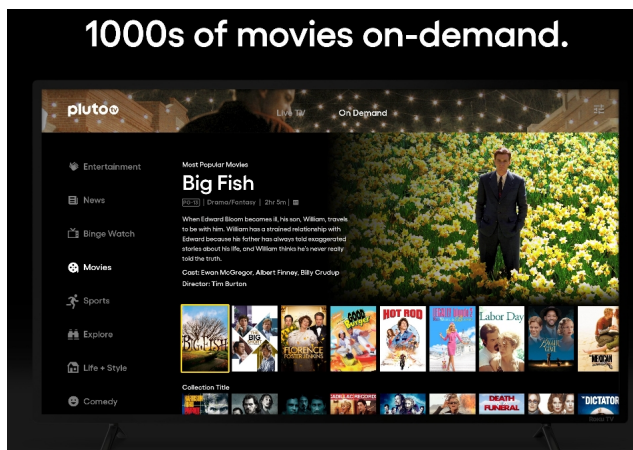 1000s of movies on-demand.
pluto tv
Live TV
On Demand
Entertainment
News
Binge Watch
Movies
Sports
Explore
Life + Style
Comedy
Most Popular Movies
Big Fish
PG-13 | Drama/Fantasy | 2hr 5m |
When Edward Bloom becomes ill, his son, William, travels
to be with him. William has a strained relationship with
Edward because his father has always told exaggerated
stories about his life, and William thinks he's never really
told the truth.
Cast: Ewan McGregor, Albert Finney, Billy Crudup
Director: Tim Burton
BIG FISH
BIG
FLORENCE
FOSTER JENKINS
GOOD
Burger
HOT ROD
Labor Day
MEXICAN
Collection Title
CADILLAC RECORDS
DEATH
FUNERAL
DICTATOR